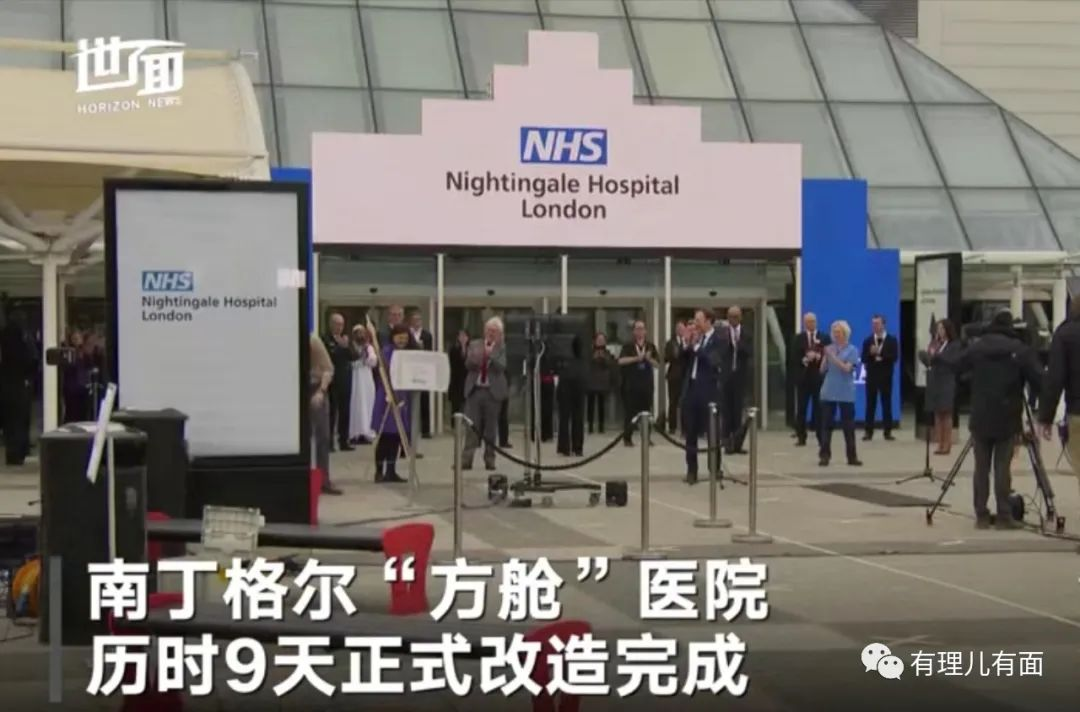 世面
HORIZON NEWS
NHS
Nightingale Hospital
London
NHS
Nightingale Hospital
London
南丁格尔“方舱”医院
历时9天正式改造完成
有理儿有面